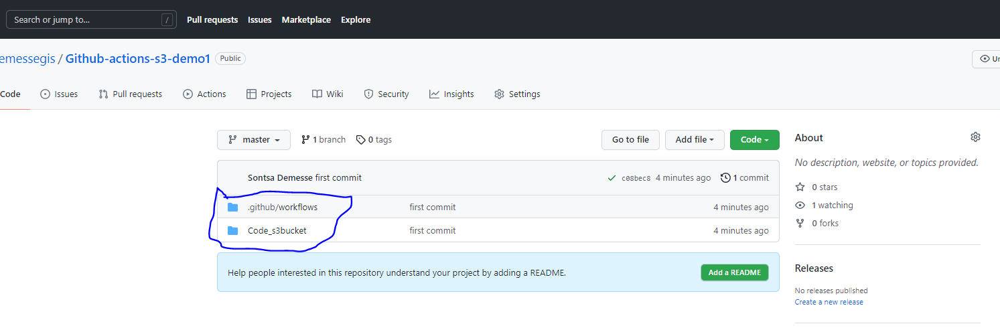 Search or jump to... /
Pull requests Issues Marketplace Explore
emessegis / Github-actions-s3-demo1 Public
Un
Code Issues Pull requests Actions Projects Wiki Security Insights Settings
master 1 branch 0 tags Go to file Add file Code
Sontsa Demesse first commit c08bec8 4 minutes ago 1 commit
.github/workflows first commit 4 minutes ago
Code_s3bucket first commit 4 minutes ago
Help people interested in this repository understand your project by adding a README. Add a README
About
No description, website, or topics provided.
0 stars
1 watching
0 forks
Releases
No releases published
Create a new release